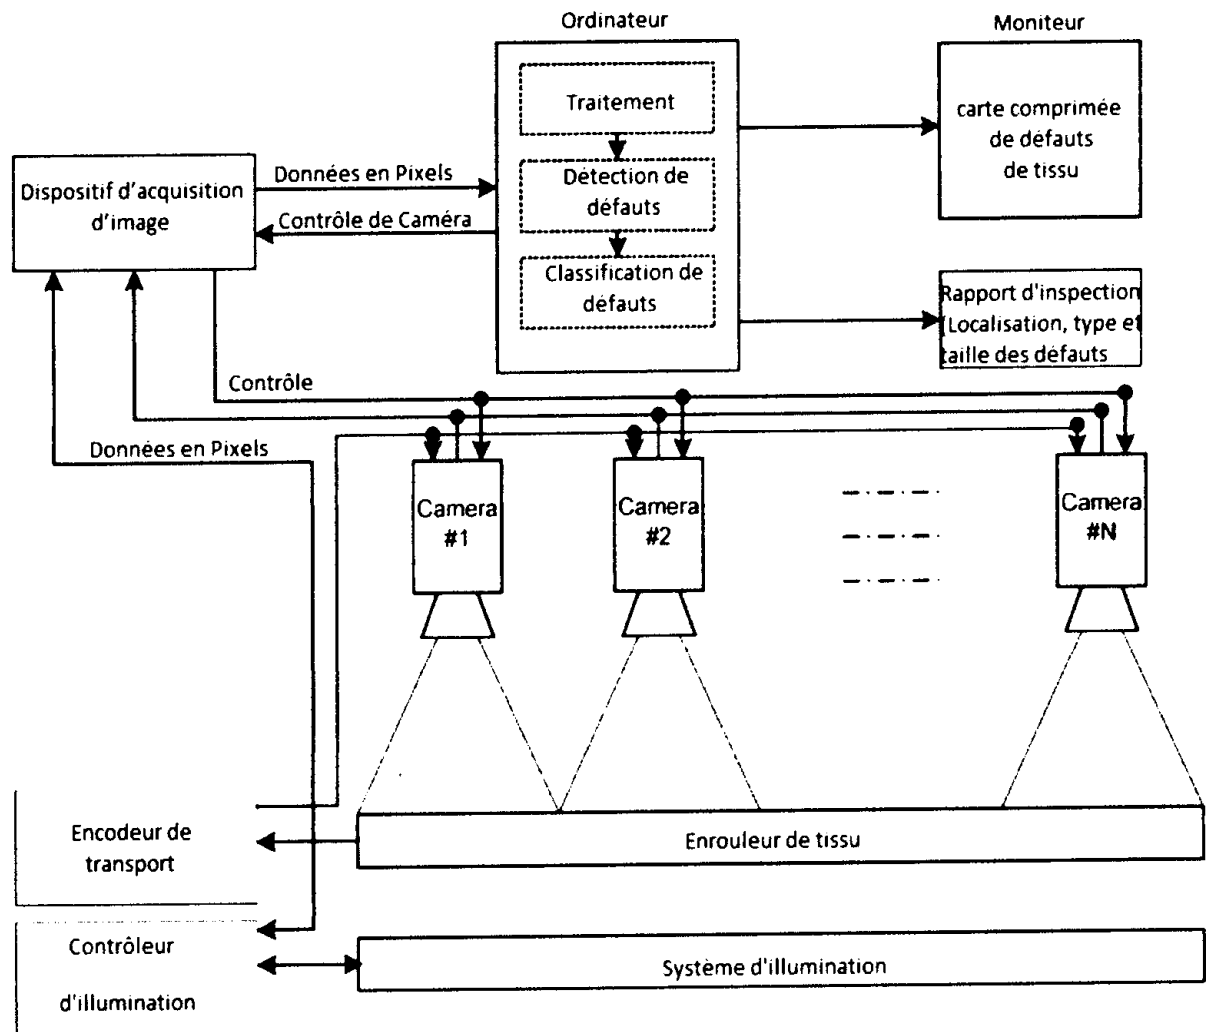 Ordinateur
Moniteur
Traitement
carte comprimée
de défauts
de tissu
Dispositif d'acquisition
d'image
Données en Pixels
Contrôle de Caméra
Détection de
défauts
Classification de
défauts
Rapport d'inspection
(Localisation, type et
taille des défauts
Contrôle
Données en Pixels
Camera
#1
Camera
#2
Camera
#N
Encodeur de
transport
Enrouleur de tissu
Contrôleur
d'illumination
Système d'illumination